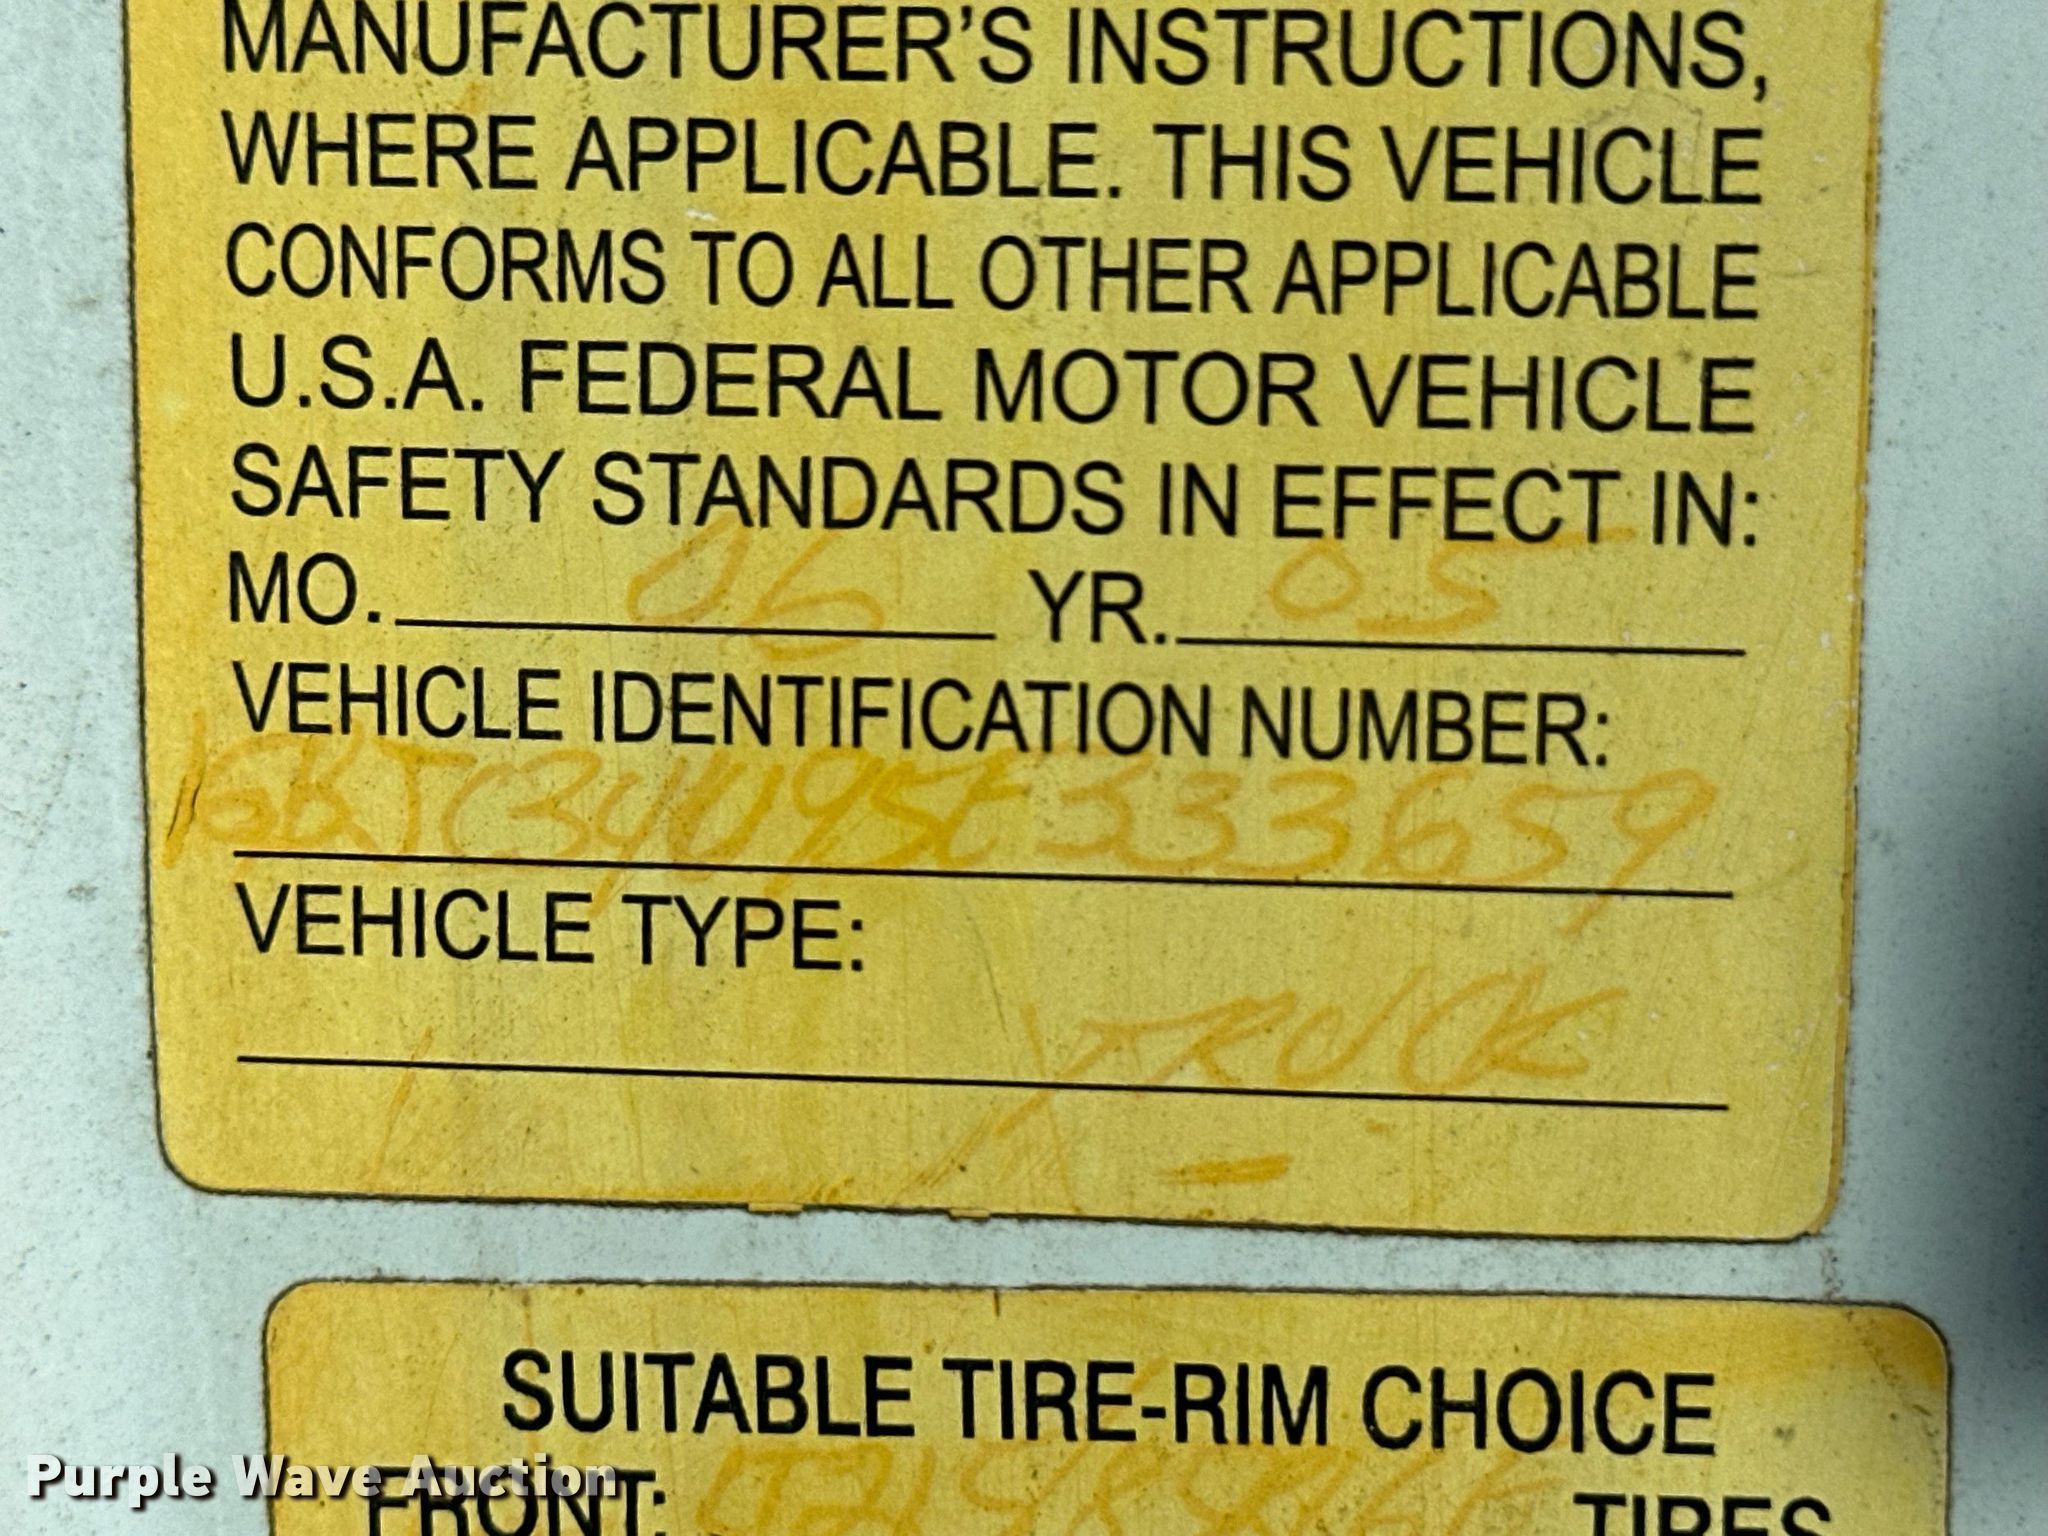 MANUFACTURER'S INSTRUCTIONS,
WHERE APPLICABLE. THIS VEHICLE
CONFORMS TO ALL OTHER APPLICABLE
U.S.A. FEDERAL MOTOR VEHICLE
SAFETY STANDARDS IN EFFECT IN:
MO. 06 YR. 05
VEHICLE IDENTIFICATION NUMBER:
VEHICLE TYPE:
TRUCK
SUITABLE TIRE-RIM CHOICE
FRONT: TIRES
Purple Wave Auction